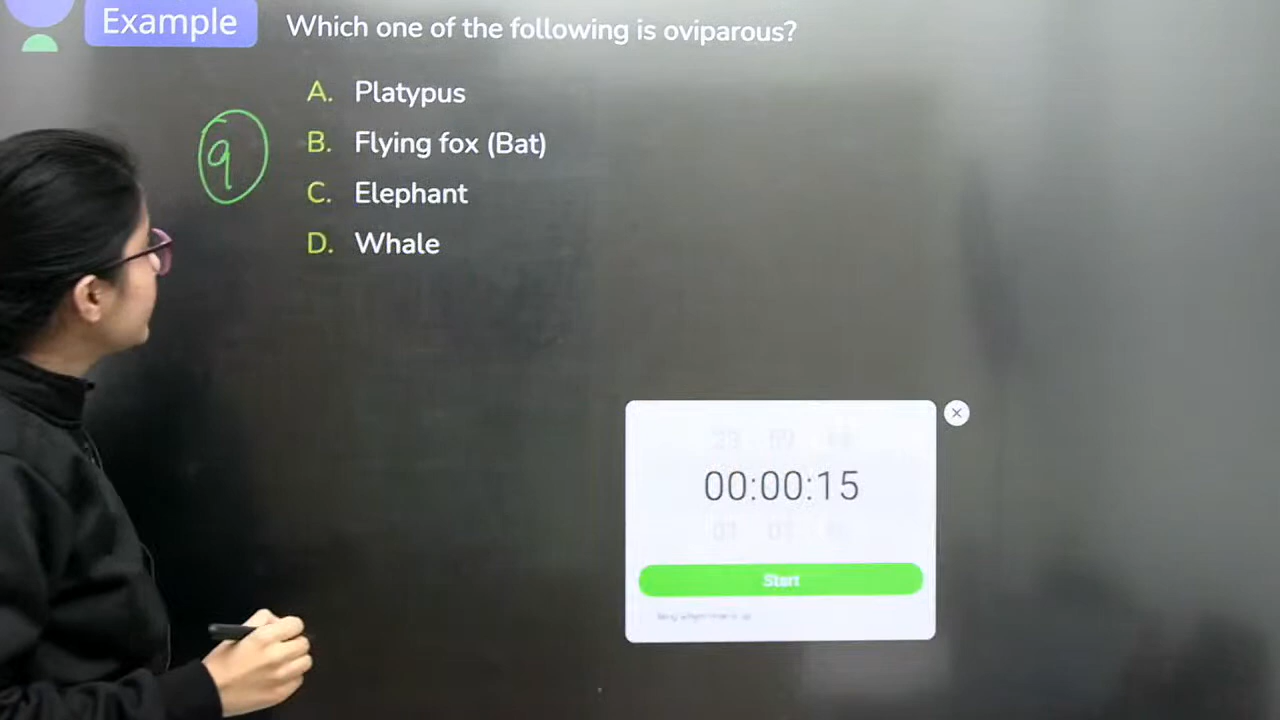 Example
Which one of the following is oviparous?
A. Platypus
B. Flying fox (Bat)
C. Elephant
D. Whale
9
00:00:15
Start